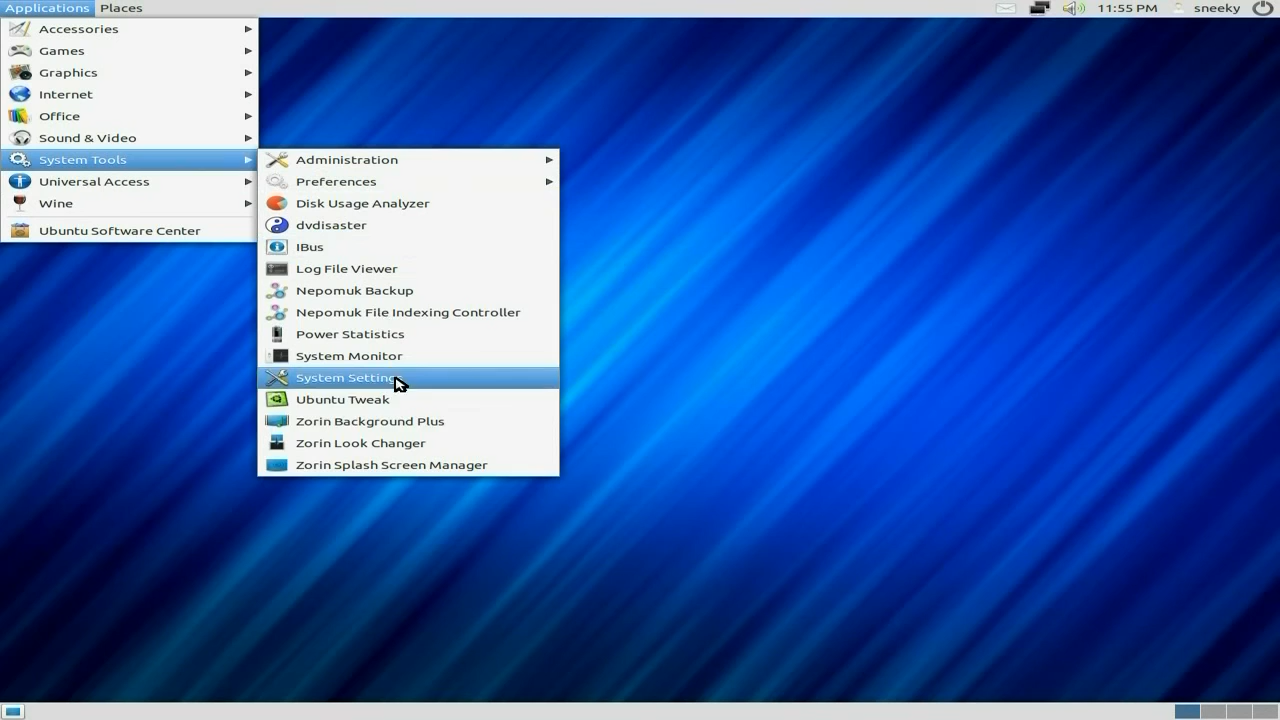 Applications Places 11:55 PM sneeky
Accessories
Games
Graphics
Internet
Office
Sound & Video
System Tools
Universal Access
Wine
Ubuntu Software Center
Administration
Preferences
Disk Usage Analyzer
dvdisaster
IBus
Log File Viewer
Nepomuk Backup
Nepomuk File Indexing Controller
Power Statistics
System Monitor
System Settings
Ubuntu Tweak
Zorin Background Plus
Zorin Look Changer
Zorin Splash Screen Manager